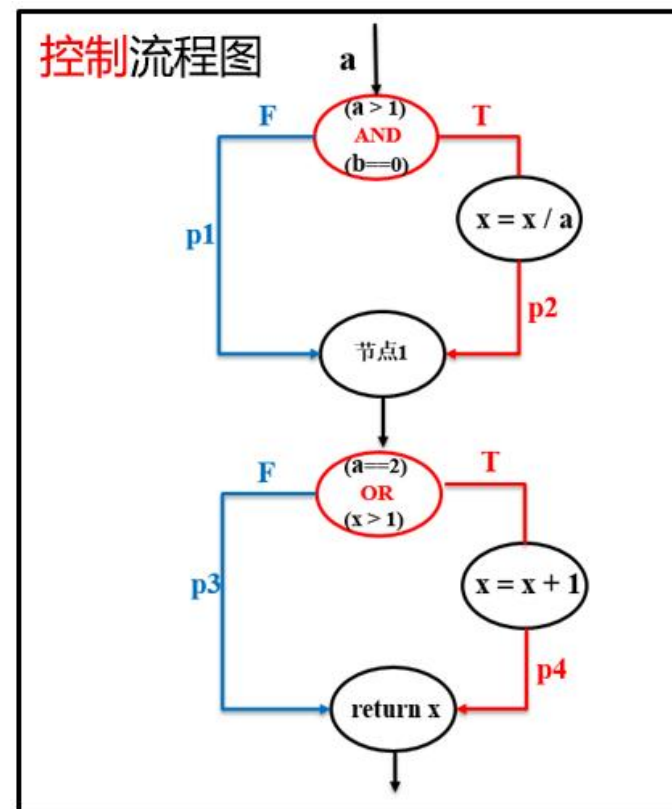 控制流程图
a
F
(a > 1)
AND
(b==0)
T
x = x / a
p1
p2
节点1
F
(a==2)
OR
(x > 1)
T
p3
x = x + 1
p4
return x